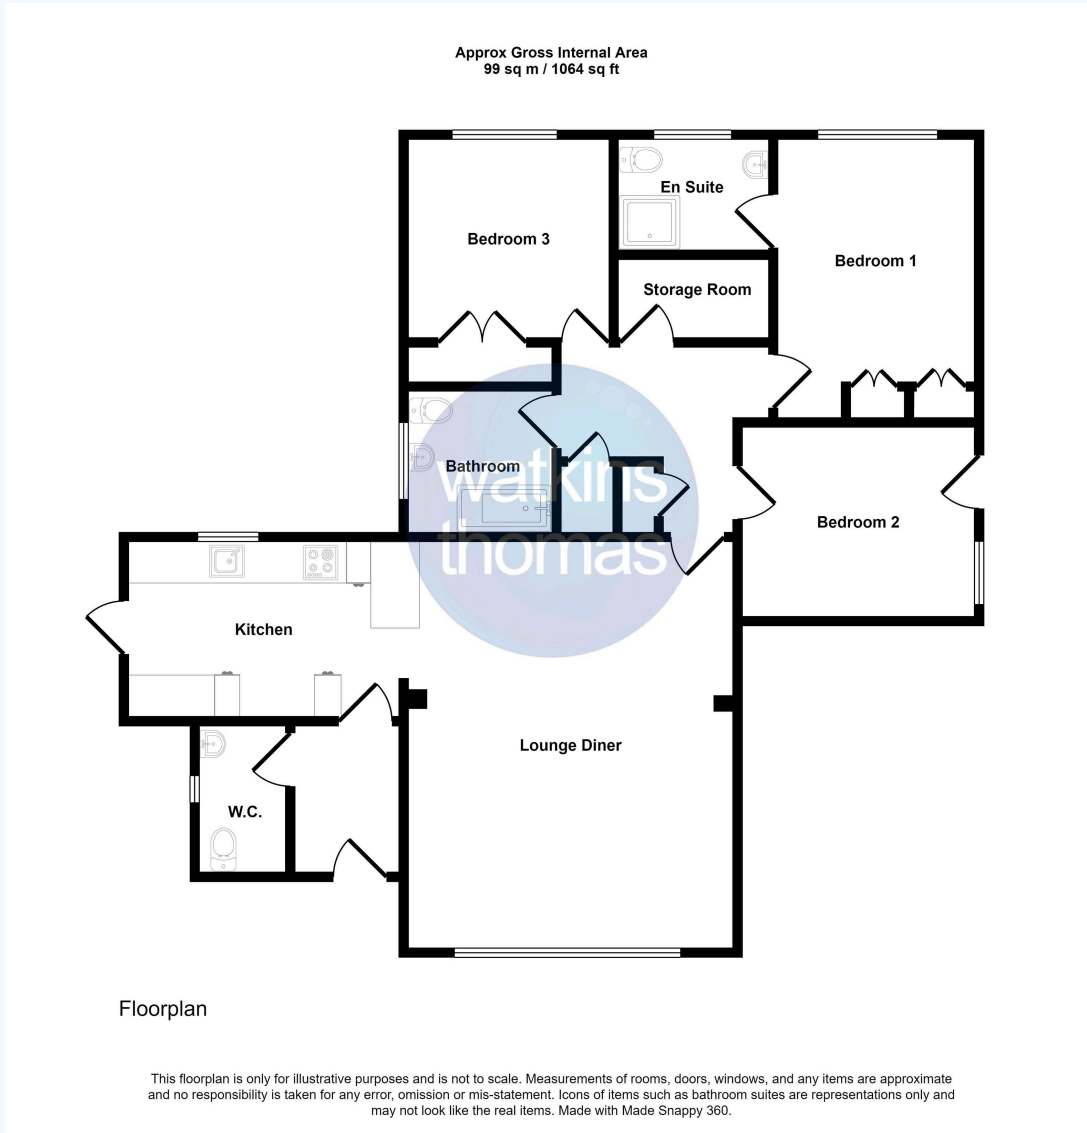 Approx Gross Internal Area
99 sq m / 1064 sq ft
En Suite
Bedroom 3
Bedroom 1
Storage Room
Bathroom
watkins
thomas
Bedroom 2
Kitchen
Lounge Diner
W.C.
Floorplan
This floorplan is only for illustrative purposes and is not to scale. Measurements of rooms, doors, windows, and any items are approximate
and no responsibility is taken for any error, omission or mis-statement. Icons of items such as bathroom suites are representations only and
may not look like the real items. Made with Made Snappy 360.